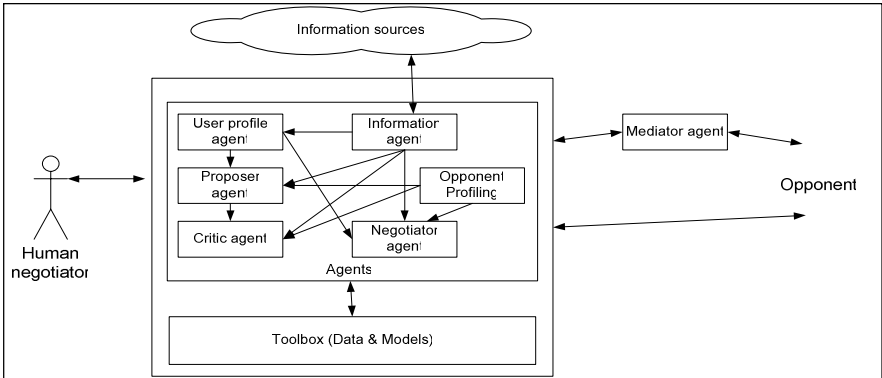 Information sources
User profile
agent
Information
agent
Mediator agent
Proposer
agent
Opponent
Profiling
Opponent
Critic agent
Negotiator
agent
Human
negotiator
Agents
Toolbox (Data & Models)